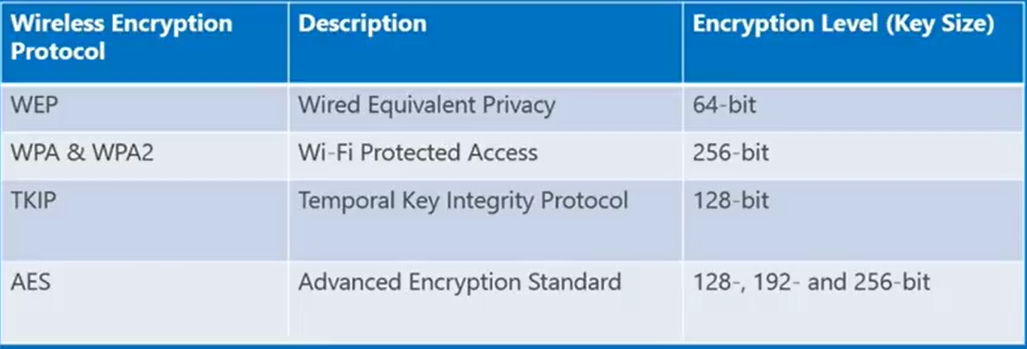 Wireless Encryption Protocol Description Encryption Level (Key Size)
WEP Wired Equivalent Privacy 64-bit
WPA & WPA2 Wi-Fi Protected Access 256-bit
TKIP Temporal Key Integrity Protocol 128-bit
AES Advanced Encryption Standard 128-, 192- and 256-bit